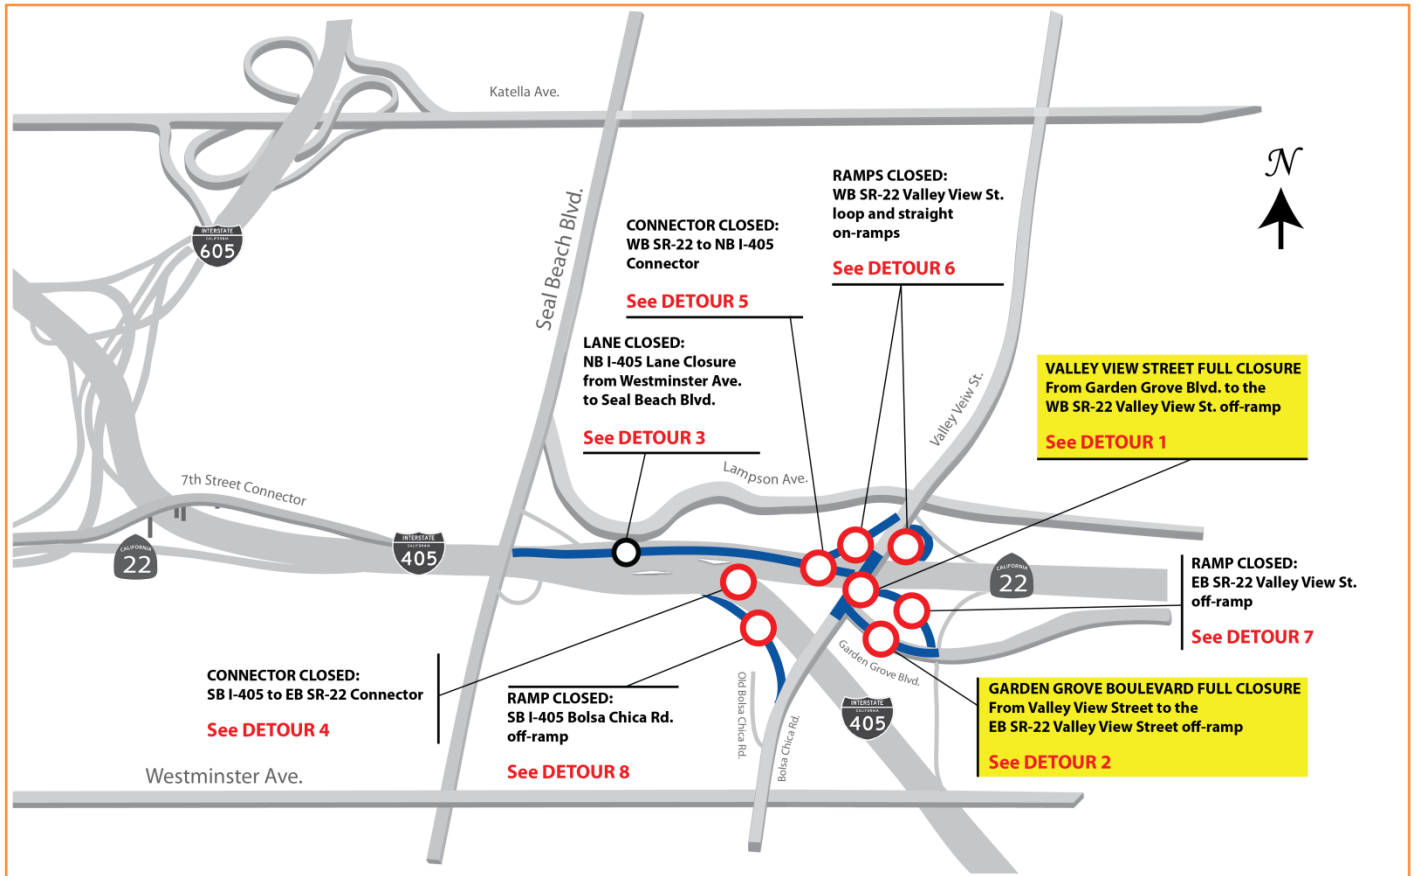 Katella Ave.
N
INTERSTATE
CALIFORNIA
605
Seal Beach Blvd.
RAMPS CLOSED:
WB SR-22 Valley View St.
loop and straight
on-ramps
See DETOUR 6
CONNECTOR CLOSED:
WB SR-22 to NB I-405
Connector
See DETOUR 5
LANE CLOSED:
NB I-405 Lane Closure
from Westminster Ave.
to Seal Beach Blvd.
See DETOUR 3
Valley Veiw St.
VALLEY VIEW STREET FULL CLOSURE
From Garden Grove Blvd. to the
WB SR-22 Valley View St. off-ramp
See DETOUR 1
Lampson Ave.
7th Street Connector
CALIFORNIA
22
INTERSTATE
CALIFORNIA
405
CALIFORNIA
22
RAMP CLOSED:
EB SR-22 Valley View St.
off-ramp
See DETOUR 7
Garden Grove Blvd.
CONNECTOR CLOSED:
SB I-405 to EB SR-22 Connector
See DETOUR 4
RAMP CLOSED:
SB I-405 Bolsa Chica Rd.
off-ramp
See DETOUR 8
Old Bolsa Chica Rd.
Bolsa Chica Rd.
INTERSTATE
CALIFORNIA
405
GARDEN GROVE BOULEVARD FULL CLOSURE
From Valley View Street to the
EB SR-22 Valley View Street off-ramp
See DETOUR 2
Westminster Ave.